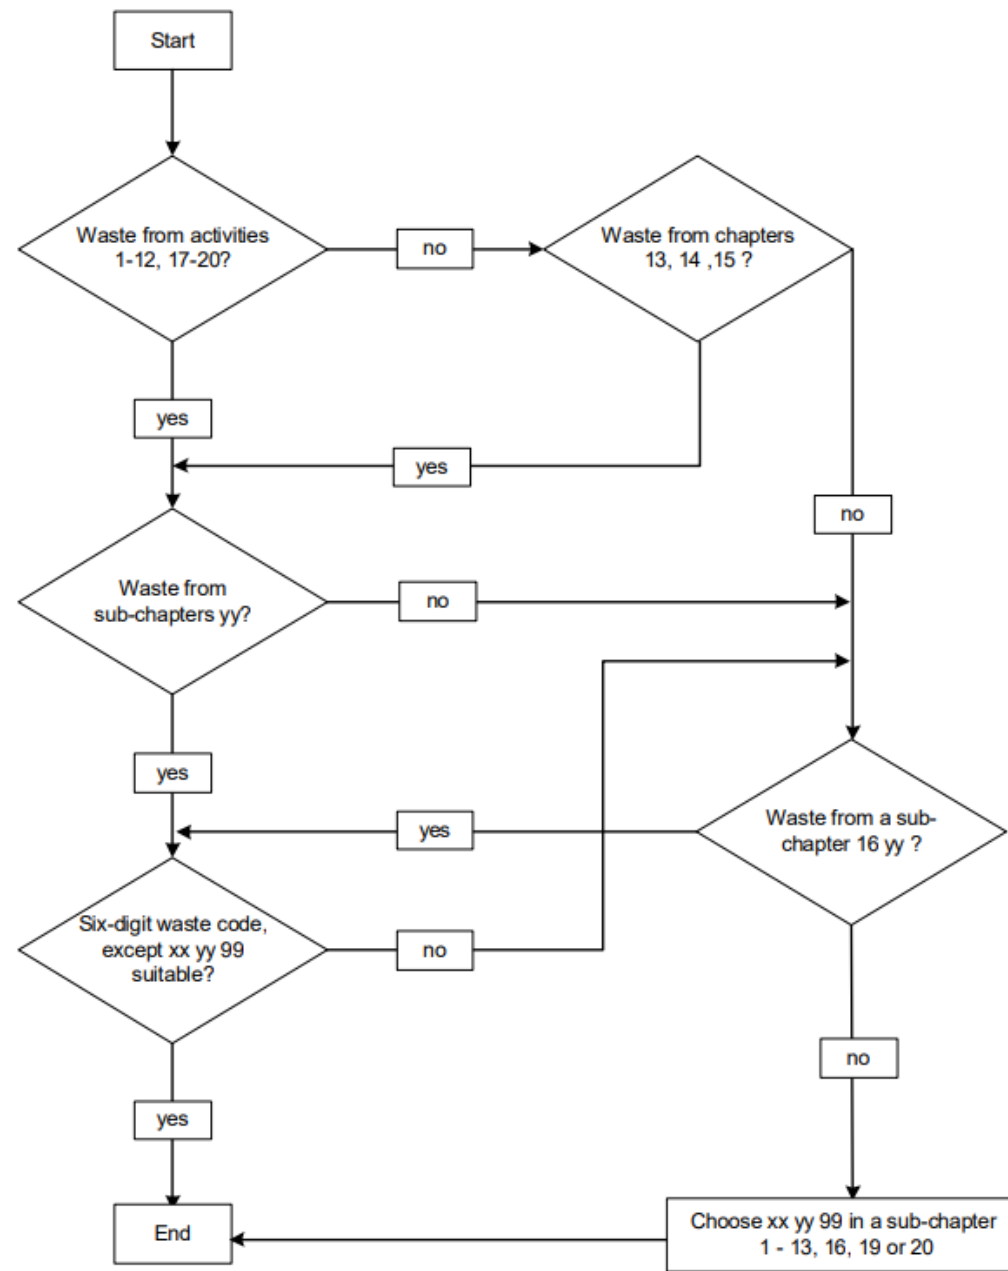 Start
Waste from activities
1-12, 17-20?
no
Waste from chapters
13, 14 ,15 ?
yes
yes
no
Waste from
sub-chapters yy?
no
yes
yes
Waste from a sub-
chapter 16 yy ?
Six-digit waste code,
except xx yy 99
suitable?
no
no
yes
End
Choose xx yy 99 in a sub-chapter
1 - 13, 16, 19 or 20